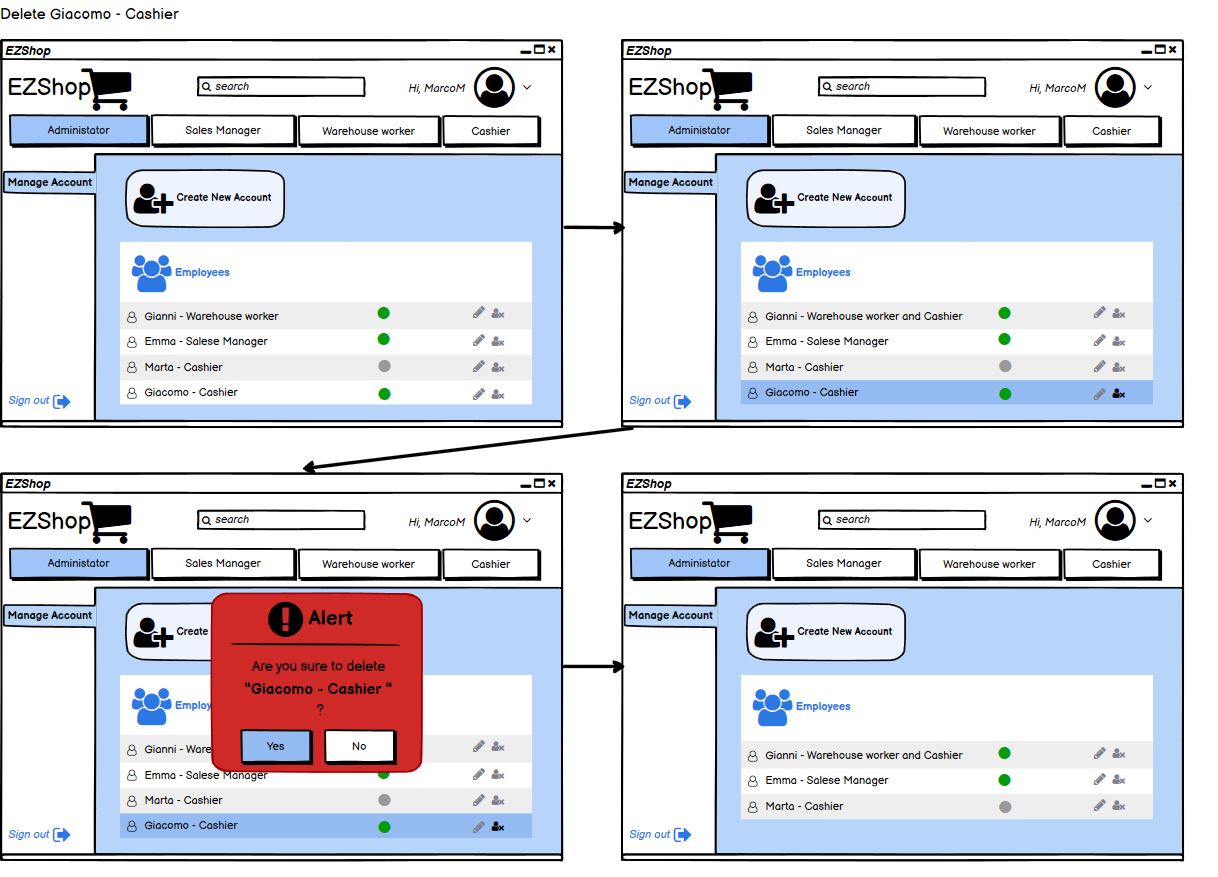 Delete Giacomo - Cashier
EZShop
EZShop
search
Hi, MarcoM
Administator
Sales Manager
Warehouse worker
Cashier
Manage Account
Create New Account
Employees
Gianni - Warehouse worker
Emma - Salese Manager
Marta - Cashier
Giacomo - Cashier
Sign out
EZShop
EZShop
search
Hi, MarcoM
Administator
Sales Manager
Warehouse worker
Cashier
Manage Account
Create New Account
Employees
Gianni - Warehouse worker and Cashier
Emma - Salese Manager
Marta - Cashier
Giacomo - Cashier
Sign out
EZShop
EZShop
search
Hi, MarcoM
Administator
Sales Manager
Warehouse worker
Cashier
Manage Account
Create
Alert
Are you sure to delete
"Giacomo - Cashier "
?
Yes
No
Employ
Gianni - Ware
Emma - Salese Manager
Marta - Cashier
Giacomo - Cashier
Sign out
EZShop
EZShop
search
Hi, MarcoM
Administator
Sales Manager
Warehouse worker
Cashier
Manage Account
Create New Account
Employees
Gianni - Warehouse worker and Cashier
Emma - Salese Manager
Marta - Cashier
Sign out